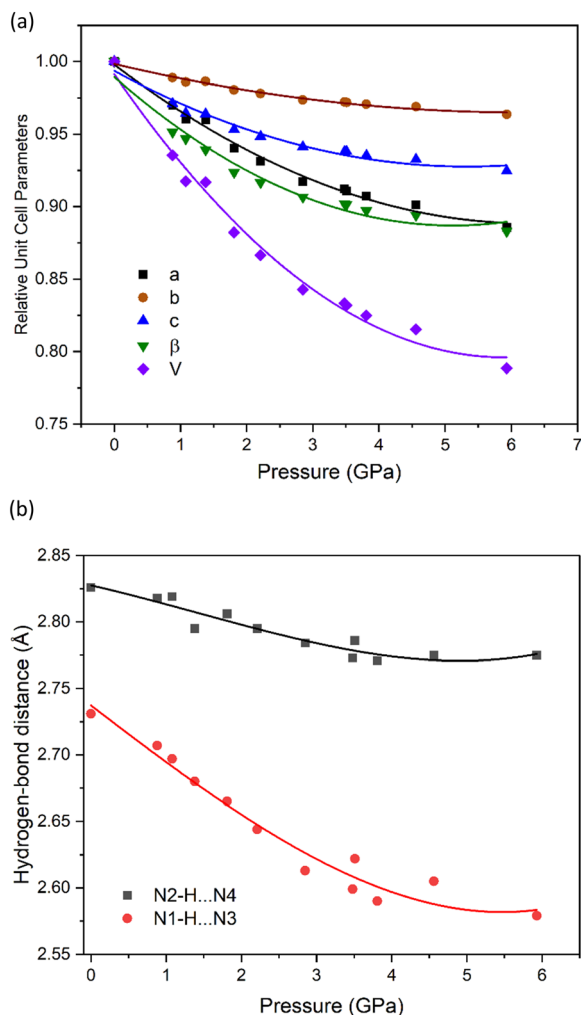 (a)
1.00
0.95
0.90
0.85
0.80
0.75
Relative Unit Cell Parameters
a
b
c
β
V
0 1 2 3 4 5 6 7
Pressure (GPa)
(b)
2.85
2.80
2.75
2.70
2.65
2.60
2.55
Hydrogen-bond distance (Å)
N2-H...N4
N1-H...N3
0 1 2 3 4 5 6
Pressure (GPa)